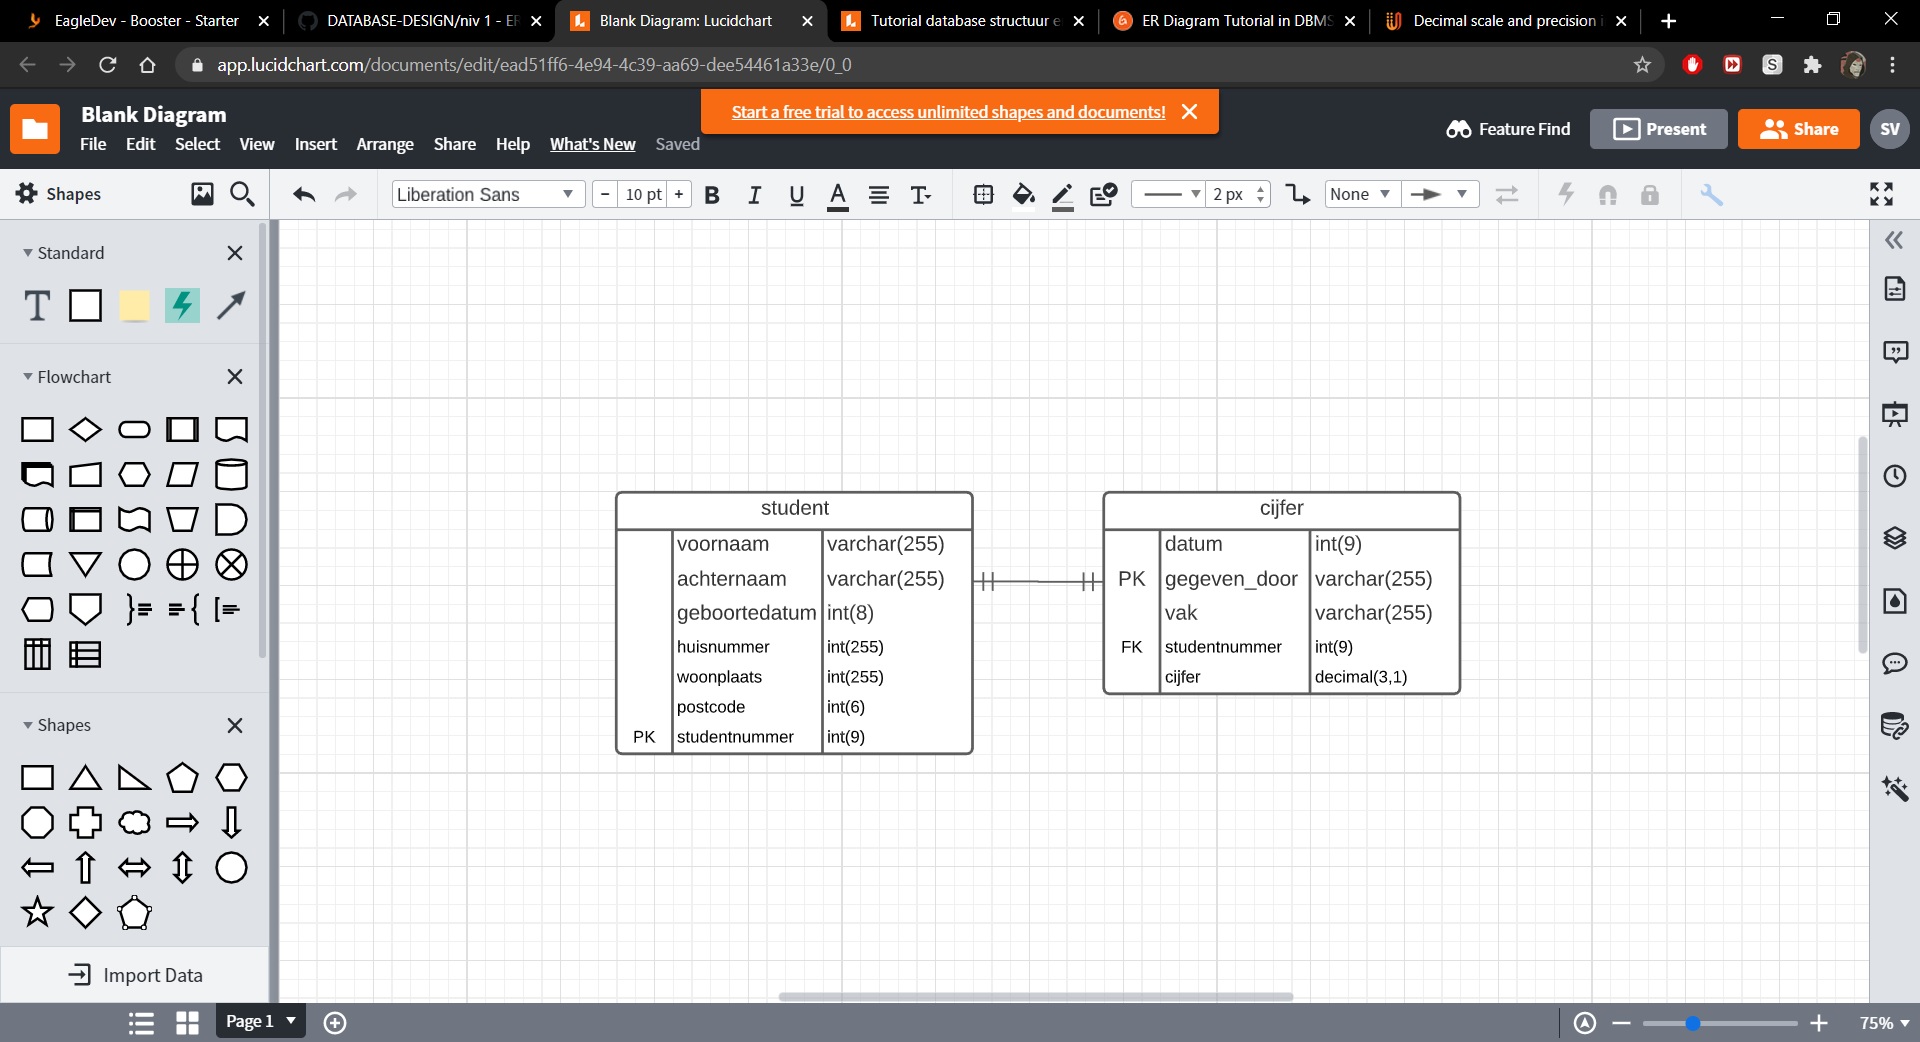 EagleDev - Booster - Starter
DATABASE-DESIGN/niv 1 - ER
Blank Diagram: Lucidchart
Tutorial database structuur e
ER Diagram Tutorial in DBMS
Decimal scale and precision i
app.lucidchart.com/documents/edit/ead51ff6-4e94-4c39-aa69-dee54461a33e/0_0
Blank Diagram
Start a free trial to access unlimited shapes and documents!
File Edit Select View Insert Arrange Share Help What's New Saved
Feature Find
Present
Share
SV
Shapes
Liberation Sans
- 10 pt +
B I U A T
2 px
None
Standard
T
Flowchart
Shapes
Import Data
student
voornaam varchar(255)
achternaam varchar(255)
geboortedatum int(8)
huisnummer int(255)
woonplaats int(255)
postcode int(6)
PK studentnummer int(9)
cijfer
datum int(9)
PK gegeven_door varchar(255)
vak varchar(255)
FK studentnummer int(9)
cijfer decimal(3,1)
Page 1
75%